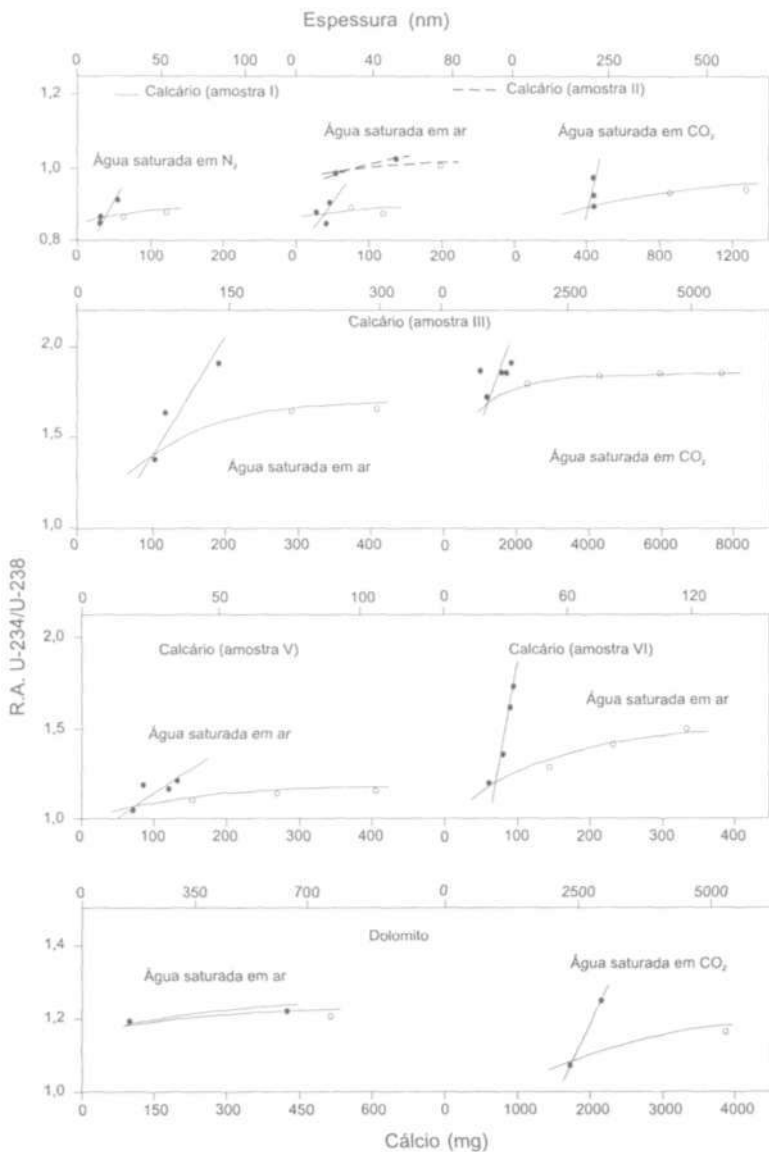 Espessura (nm)
0 40 80 0 40 80 0 200 400 500
1,2
1,0
0,8
Calcário (amostra I)
Calcário (amostra II)
Água saturada em N₂
Água saturada em ar
Água saturada em CO₂
0 120 0 200 0 400 800 1200
0 150 300 0 2500 5000
Calcário (amostra III)
2,0
1,5
1,0
Água saturada em ar
Água saturada em CO₂
0 100 300 400 0 2000 4000 6000 8000
R.A. U-234/U-238
0 50 100 0 60 120
2,0
1,5
1,0
Calcário (amostra V)
Calcário (amostra VI)
Água saturada em ar
Água saturada em ar
0 100 200 300 400 0 100 200 300 400
0 350 700 0 2500 5000
1,4
1,2
1,0
Dolomito
Água saturada em ar
Água saturada em CO₂
0 150 300 450 600 0 1000 2000 3000 4000
Cálcio (mg)